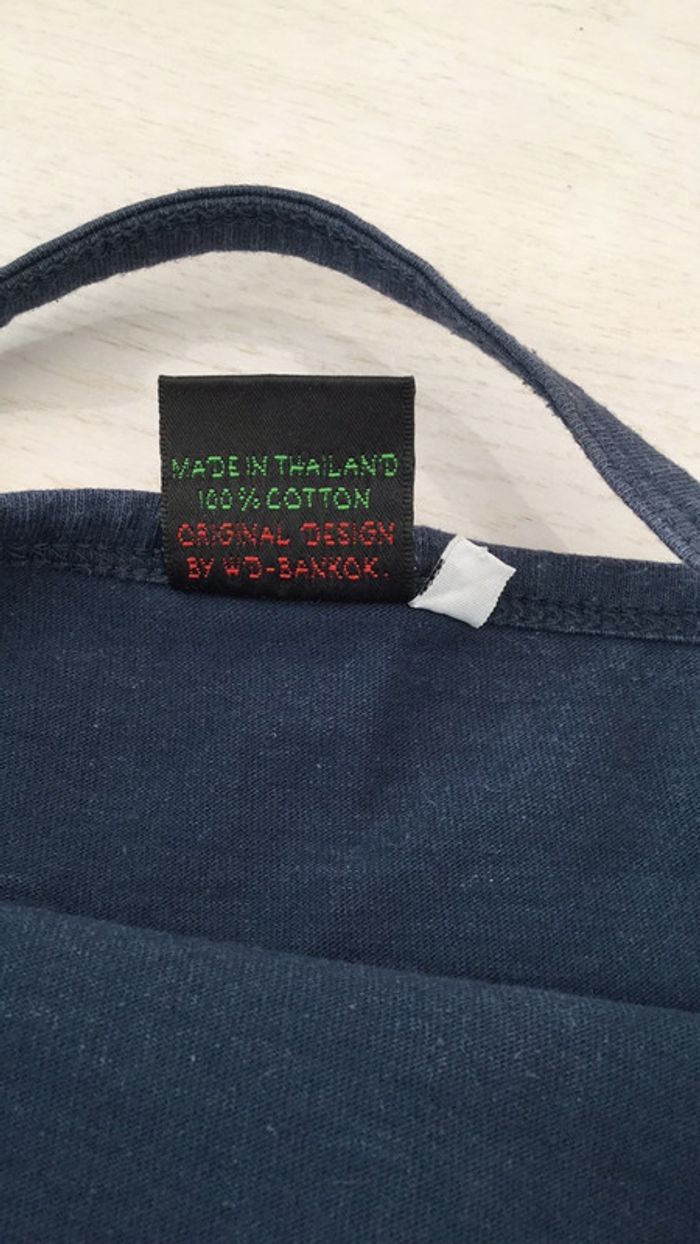 MADE IN THAILAND
100% COTTON
ORIGINAL DESIGN
BY WD-BANKOK.